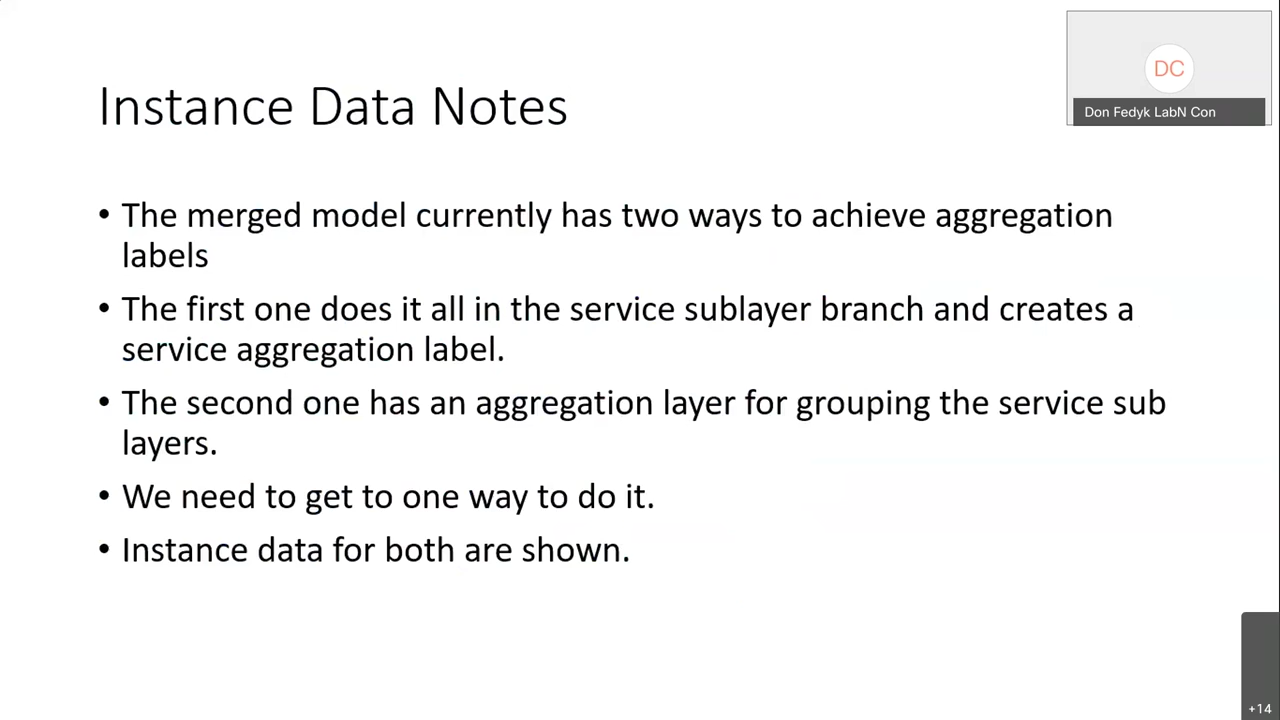 DC
Don Fedyk LabN Con
Instance Data Notes
• The merged model currently has two ways to achieve aggregation
labels
• The first one does it all in the service sublayer branch and creates a
service aggregation label.
• The second one has an aggregation layer for grouping the service sub
layers.
• We need to get to one way to do it.
• Instance data for both are shown.
+14